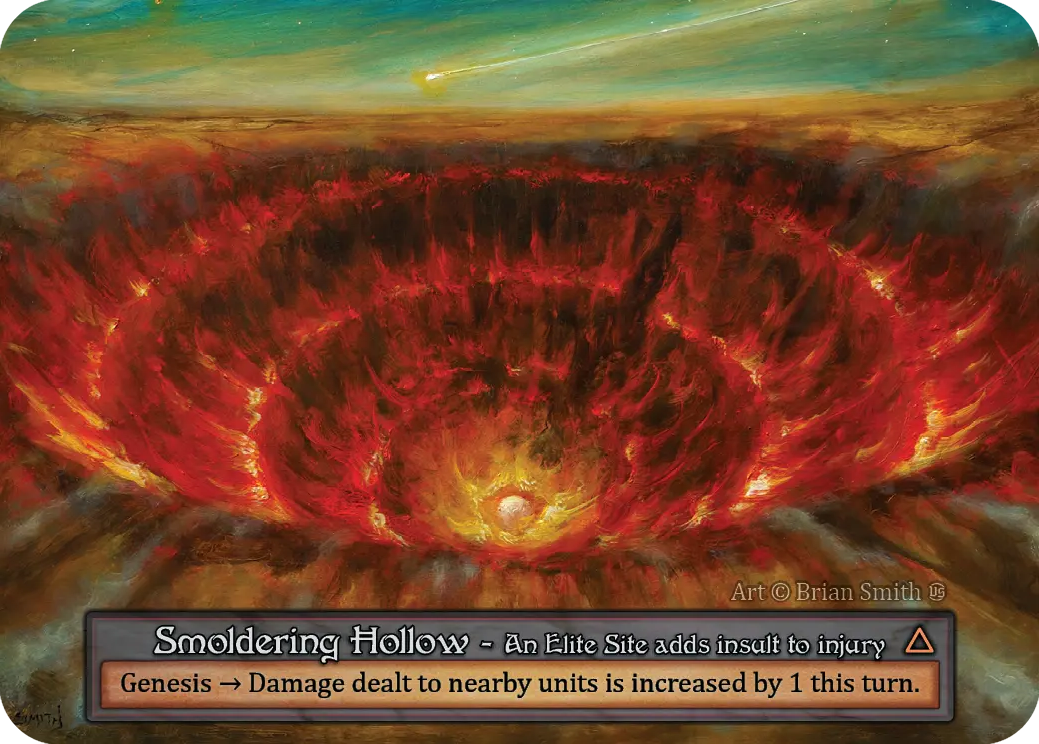 Art © Brian Smith
Smoldering Hollow - An Elite Site adds insult to injury
Genesis → Damage dealt to nearby units is increased by 1 this turn.
SMITH